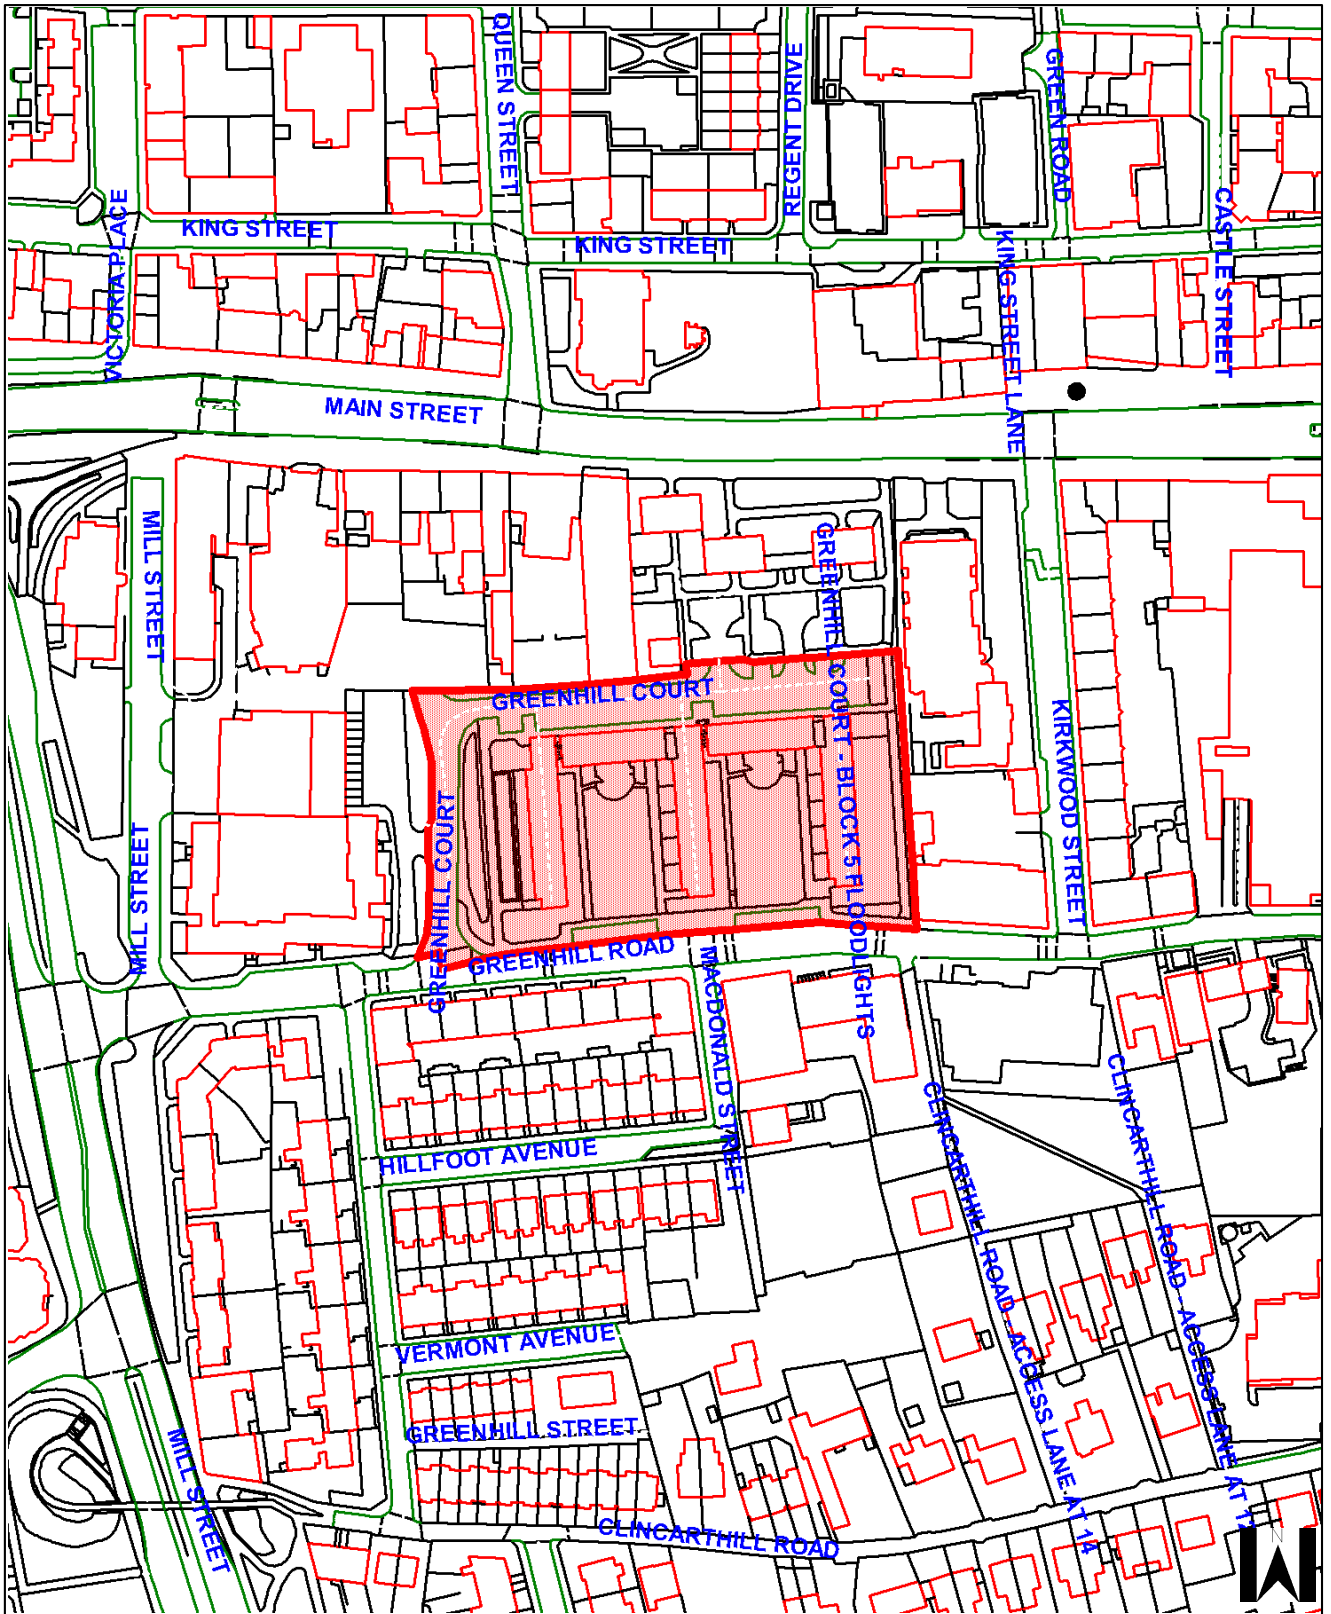 QUEEN STREET
REGENT DRIVE
GREEN ROAD
VICTORIA PLACE
KING STREET
KING STREET
KING STREET LANE
CASTLE STREET
MAIN STREET
MILL STREET
GREENHILL COURT - BLOCK 5 FLOODLIGHTS
GREENHILL COURT
KIRKWOOD STREET
MILL STREET
GREENHILL COURT
GREENHILL ROAD
MACDONALD STREET
HILLFOOT AVENUE
CLINCARTHILL ROAD - ACCESS LANE AT 14
CLINCARTHILL ROAD - ACCESS LANE AT 12
VERMONT AVENUE
GREENHILL STREET
MILL STREET
CLINCARTHILL ROAD
N